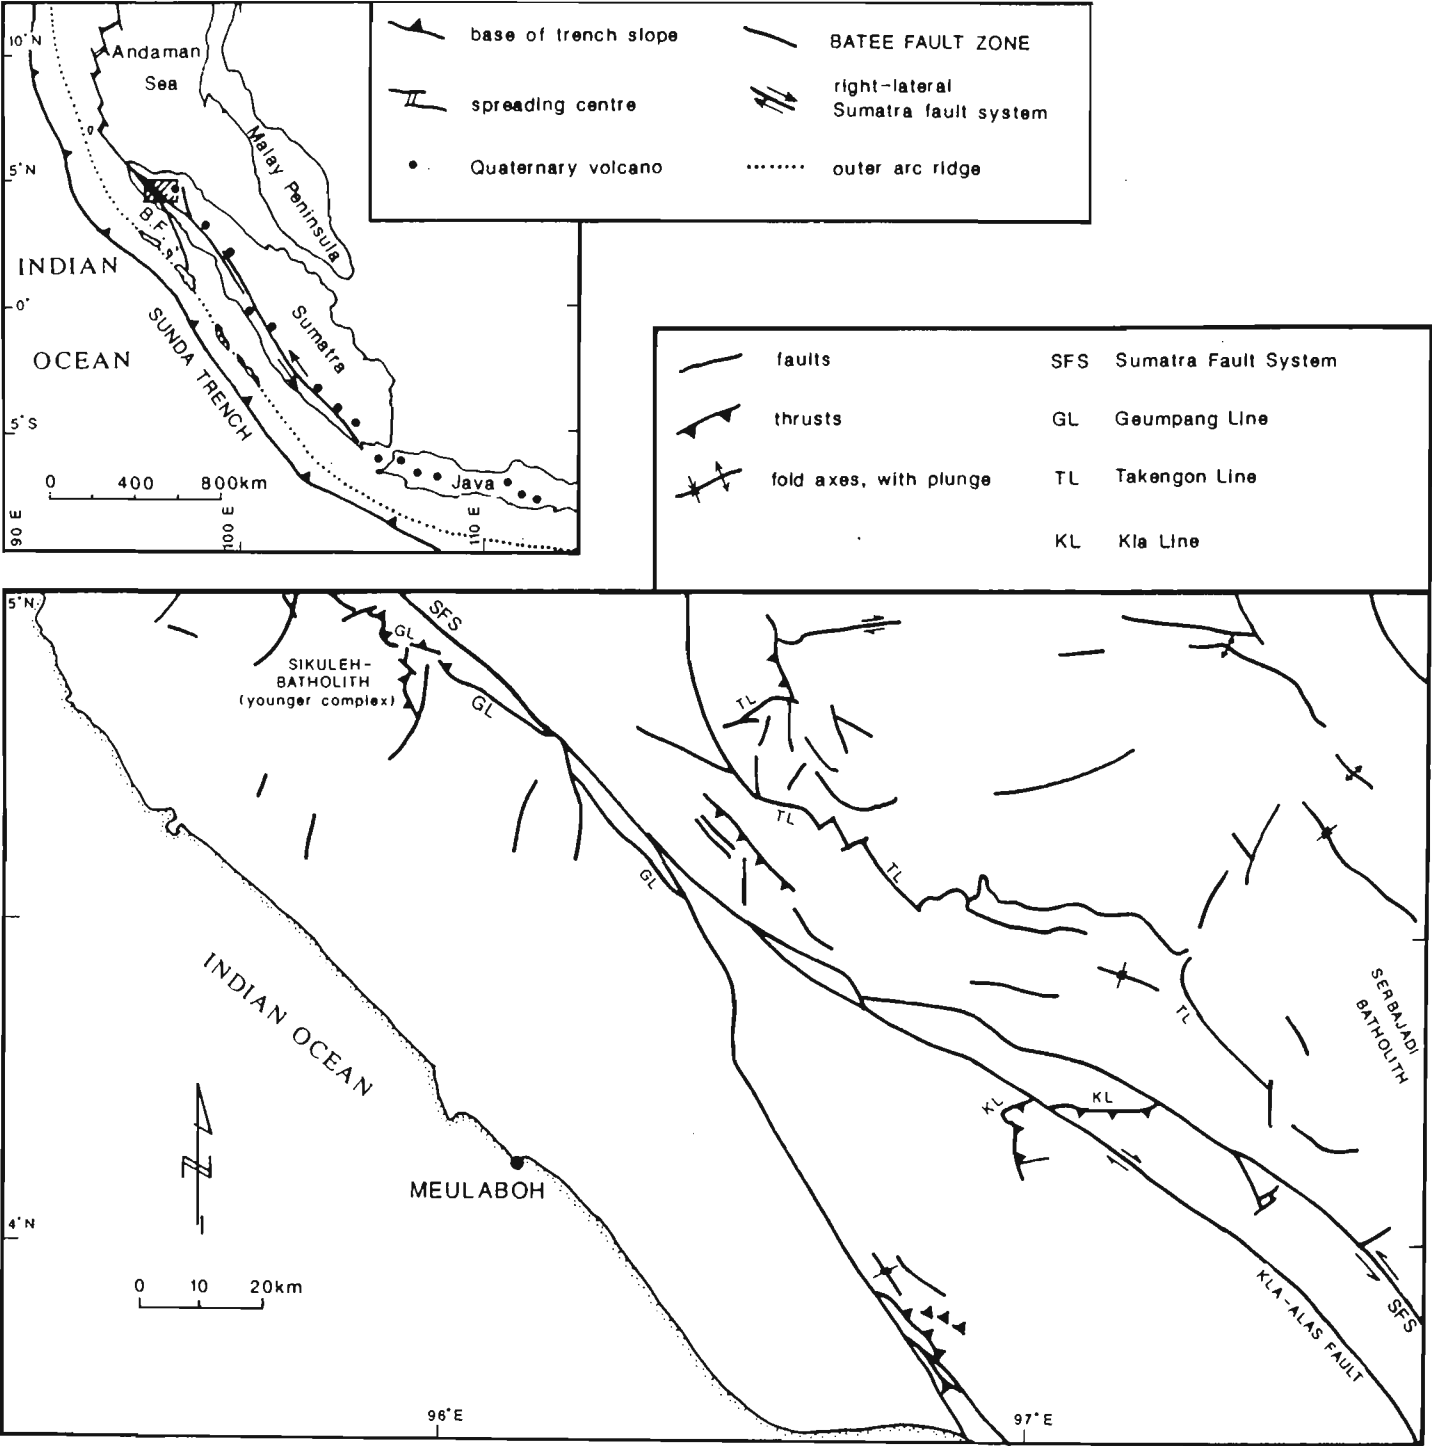 10°N
Andaman
Sea
5°N
Malay Peninsula
B.F.
INDIAN
0°
OCEAN
SUNDA TRENCH
Sumatra
5°S
0 400 800km
Java
90 E
100 E
110 E
base of trench slope
spreading centre
Quaternary volcano
BATEE FAULT ZONE
right-lateral
Sumatra fault system
outer arc ridge
faults
thrusts
fold axes, with plunge
SFS Sumatra Fault System
GL Geumpang Line
TL Takengon Line
KL Kla Line
5°N
SFS
GL
SIKULEH-
BATHOLITH
(younger complex)
GL
TL
TL
GL
TL
INDIAN OCEAN
SERBAJADI
BATHOLITH
TL
KL
KL
MEULABOH
4°N
0 10 20km
KLA-ALAS FAULT
SFS
96°E
97°E